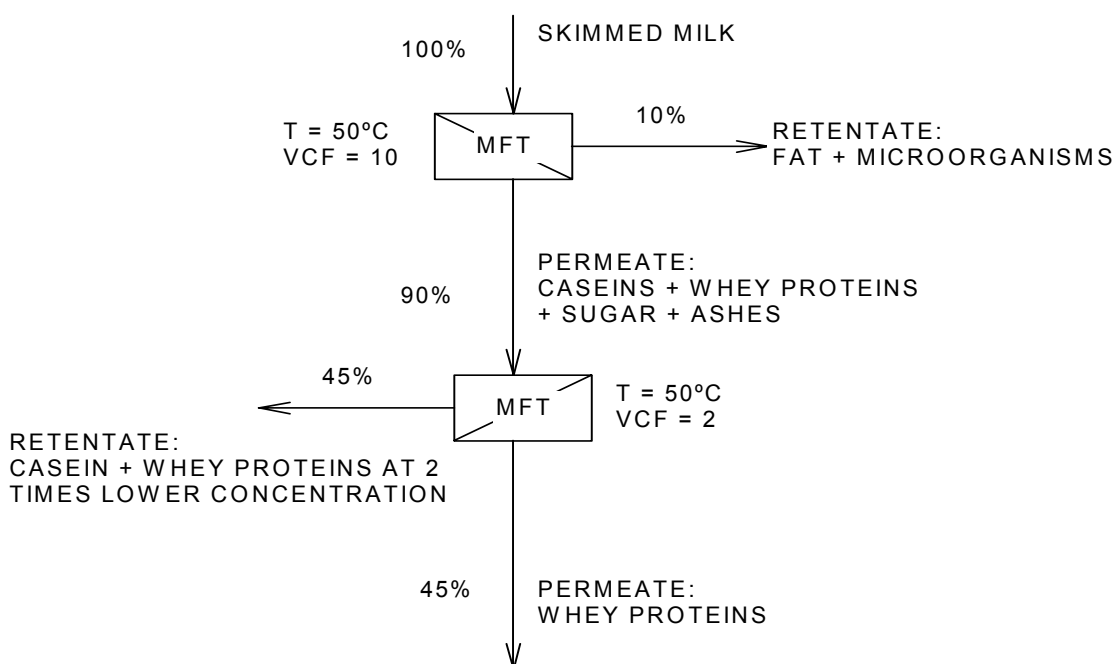 SKIMMED MILK
100%
T = 50ºC
VCF = 10
MFT
10%
RETENTATE:
FAT + MICROORGANISMS
PERMEATE:
CASEINS + WHEY PROTEINS
+ SUGAR + ASHES
90%
45%
MFT
T = 50ºC
VCF = 2
RETENTATE:
CASEIN + WHEY PROTEINS AT 2
TIMES LOWER CONCENTRATION
45%
PERMEATE:
WHEY PROTEINS